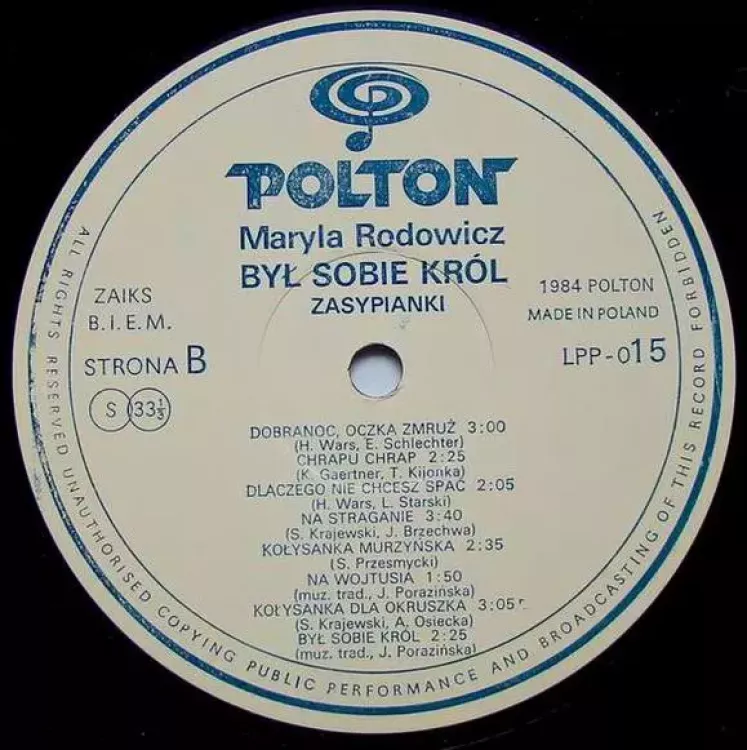 POLTON
Maryla Rodowicz
BYŁ SOBIE KRÓL
ZASYPIANKI
ZAIKS
B.I.E.M.
STRONA B
S 33⅓
1984 POLTON
MADE IN POLAND
LPP-015
DOBRANOC, OCZKA ZMRUŻ 3:00
(H. Wars, E. Schlechter)
CHRAPU CHRAP 2:25
(K. Gaertner, T. Kijonka)
DLACZEGO NIE CHCESZ SPAĆ 2:05
(H. Wars, L. Starski)
NA STRAGANIE 3:40
(S. Krajewski, J. Brzechwa)
KOŁYSANKA MURZYŃSKA 2:35
(S. Przesmycki)
NA WOJTUSIA 1:50
(muz. trad., J. Porazińska)
KOŁYSANKA DLA OKRUSZKA 3:05
(S. Krajewski, A. Osiecka)
BYŁ SOBIE KRÓL 2:25
(muz. trad., J. Porazińska)
ALL RIGHTS RESERVED UNAUTHORISED COPYING PUBLIC PERFORMANCE AND BROADCASTING OF THIS RECORD FORBIDDEN